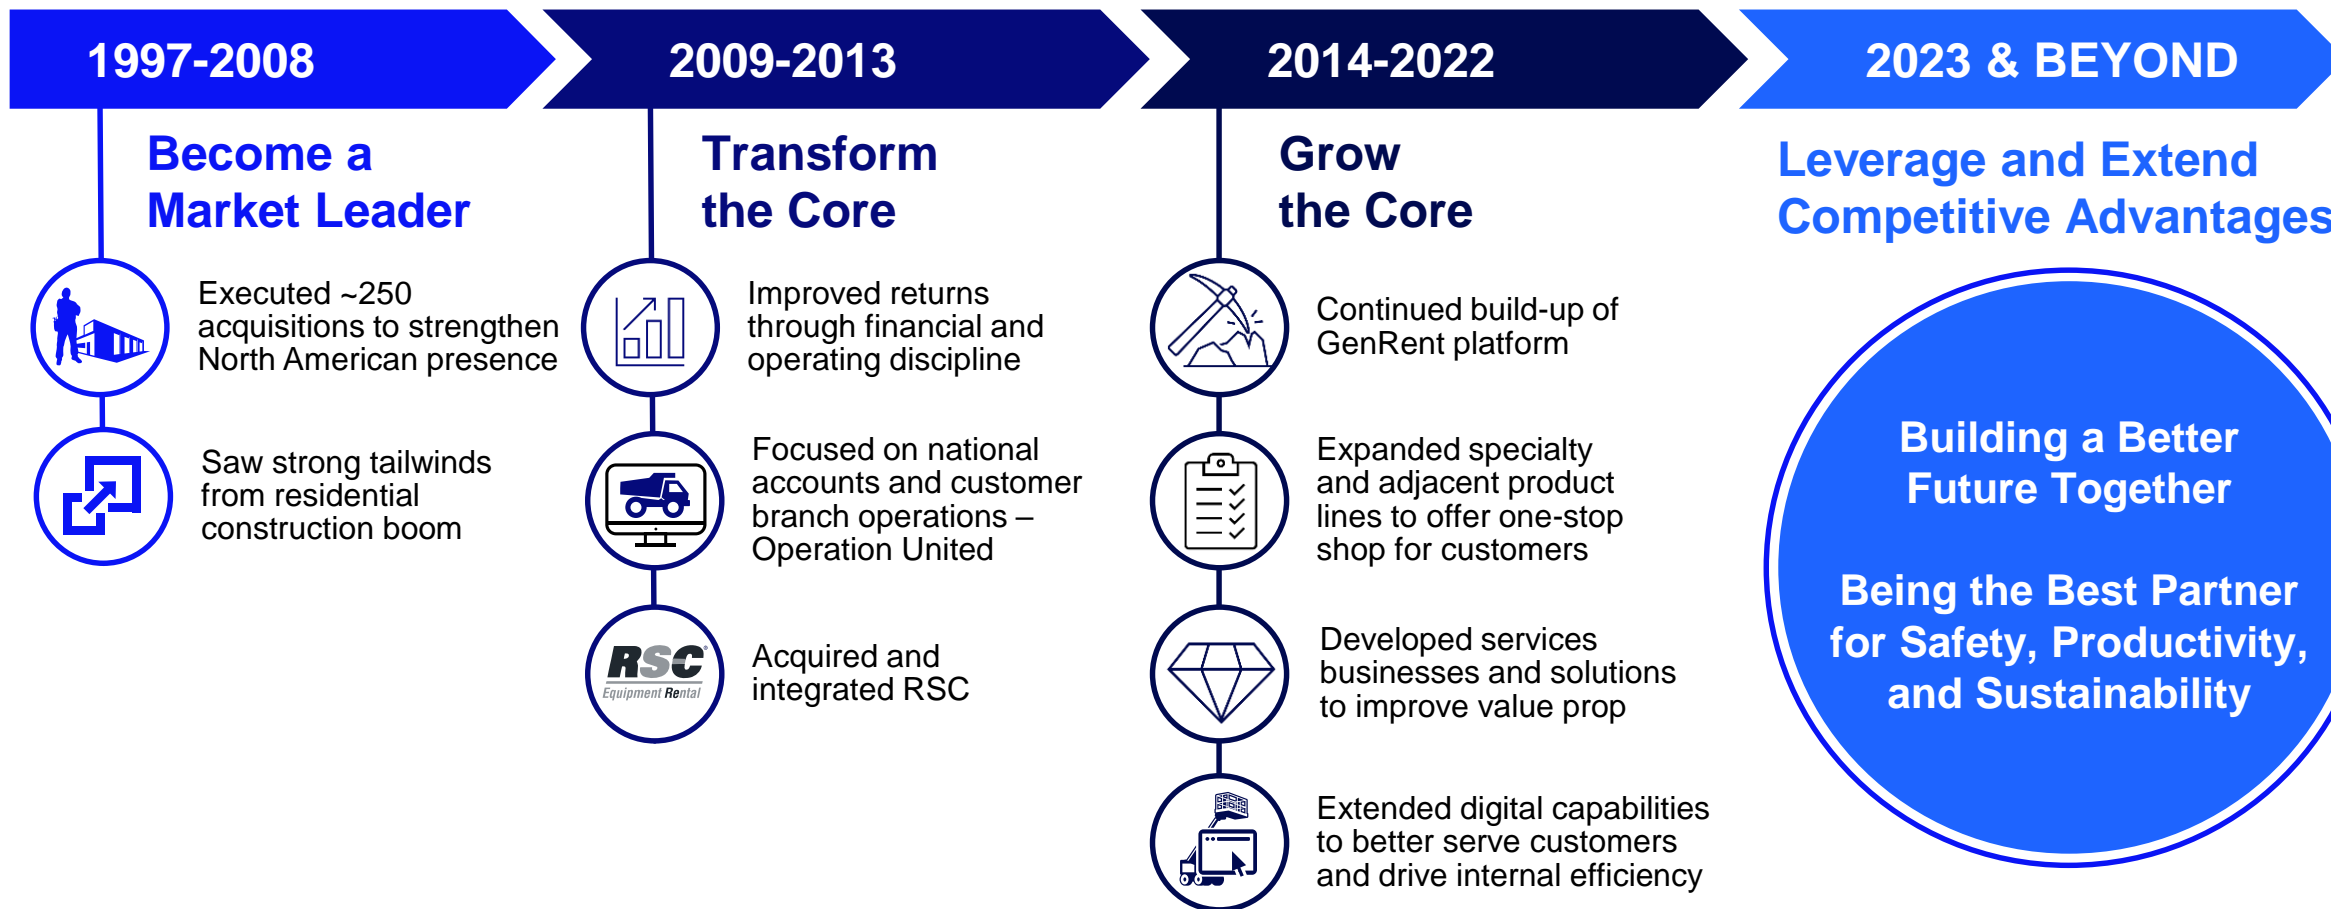 1997-2008
Become a
Market Leader
Executed ~250
acquisitions to strengthen
North American presence
Saw strong tailwinds
from residential
construction boom
2009-2013
Transform
the Core
Improved returns
through financial and
operating discipline
Focused on national
accounts and customer
branch operations –
Operation United
RSC®
Equipment Rental
Acquired and
integrated RSC
2014-2022
Grow
the Core
Continued build-up of
GenRent platform
Expanded specialty
and adjacent product
lines to offer one-stop
shop for customers
Developed services
businesses and solutions
to improve value prop
Extended digital capabilities
to better serve customers
and drive internal efficiency
2023 & BEYOND
Leverage and Extend
Competitive Advantages
Building a Better
Future Together
Being the Best Partner
for Safety, Productivity,
and Sustainability